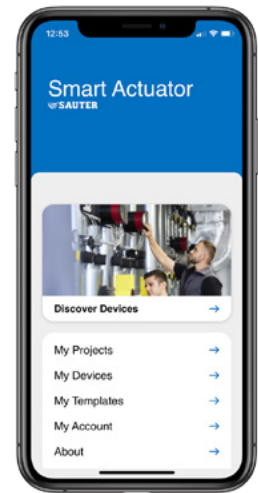 12:53
Smart Actuator
SAUTER
Discover Devices
My Projects
My Devices
My Templates
My Account
About